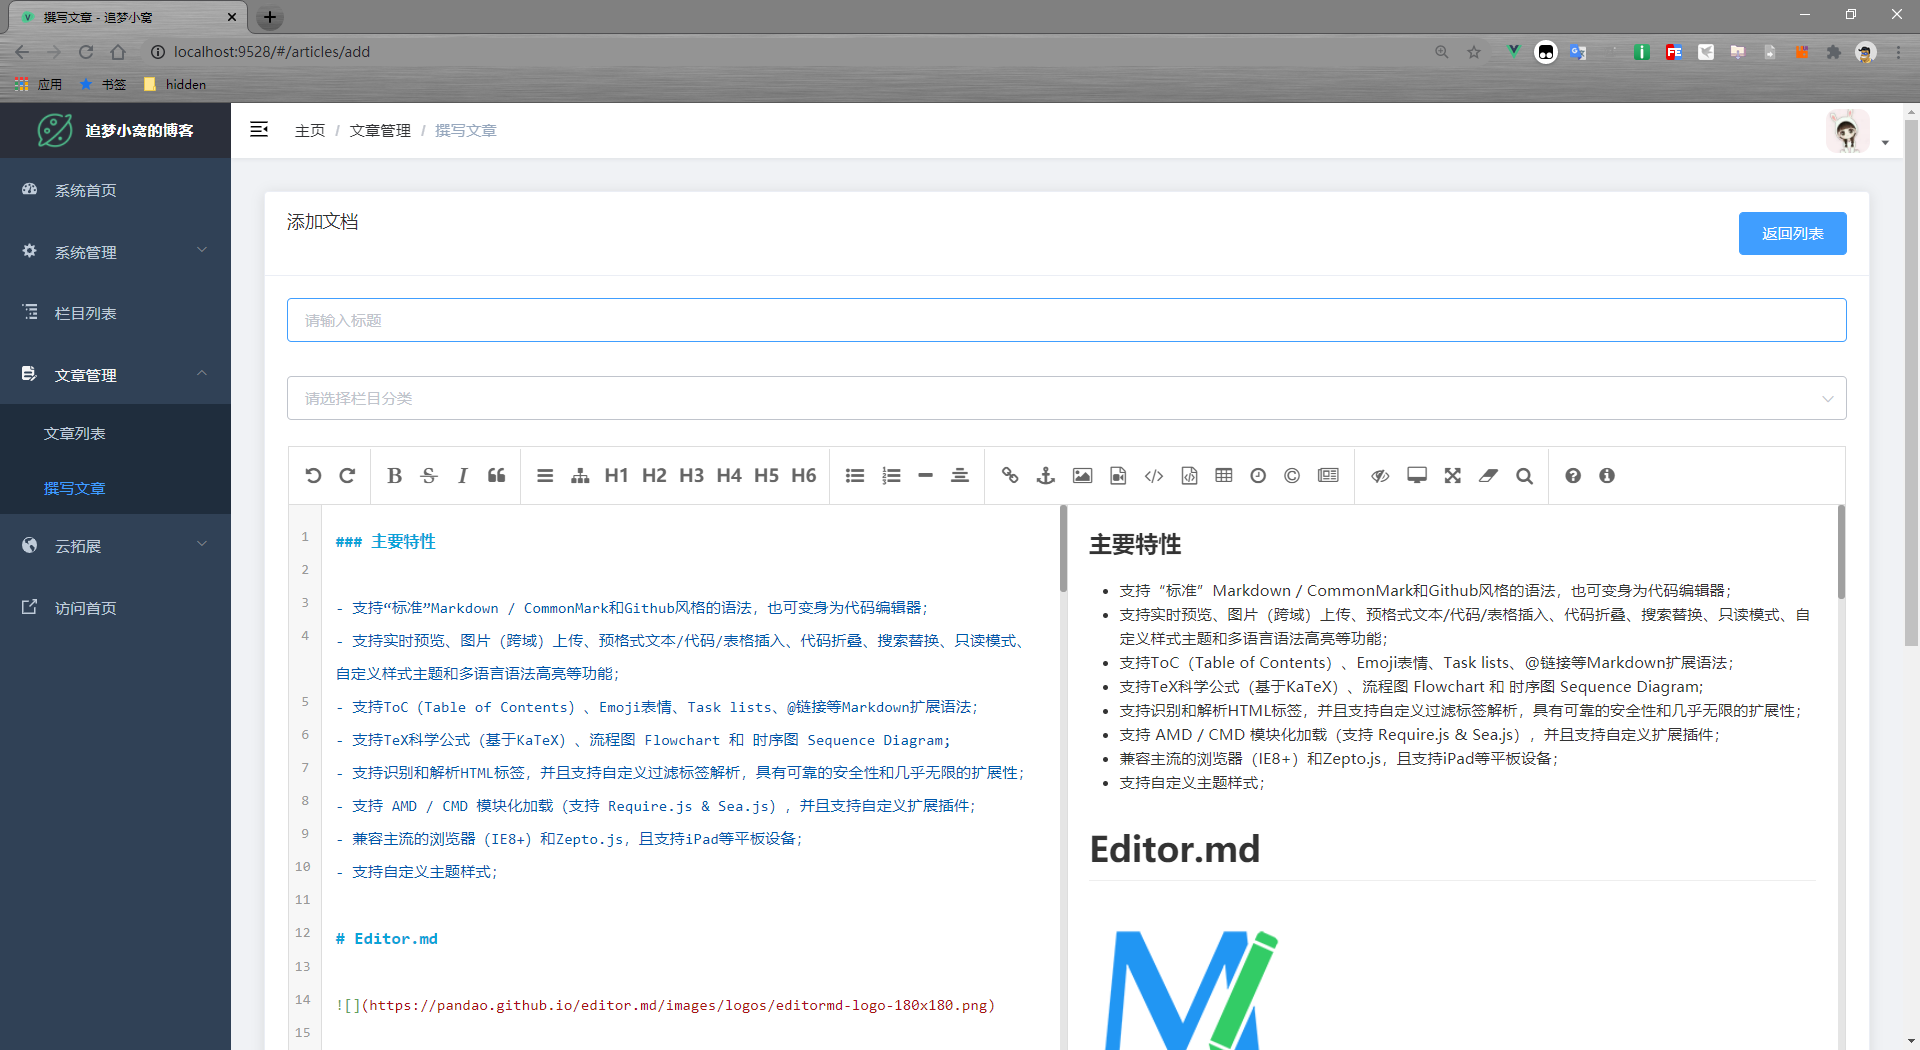 撰写文章 - 追梦小窝
localhost:9528/#/articles/add
应用 书签 hidden
追梦小窝的博客
主页 / 文章管理 / 撰写文章
系统首页
系统管理
栏目列表
文章管理
文章列表
撰写文章
云拓展
访问首页
添加文档
返回列表
请输入标题
请选择栏目分类
H1 H2 H3 H4 H5 H6
1 ### 主要特性
2
3 - 支持“标准”Markdown / CommonMark和Github风格的语法，也可变身为代码编辑器；
4 - 支持实时预览、图片（跨域）上传、预格式文本/代码/表格插入、代码折叠、搜索替换、只读模式、
自定义样式主题和多语言语法高亮等功能；
5 - 支持ToC（Table of Contents）、Emoji表情、Task lists、@链接等Markdown扩展语法；
6 - 支持TeX科学公式（基于KaTeX）、流程图 Flowchart 和 时序图 Sequence Diagram;
7 - 支持识别和解析HTML标签，并且支持自定义过滤标签解析，具有可靠的安全性和几乎无限的扩展性；
8 - 支持 AMD / CMD 模块化加载（支持 Require.js & Sea.js），并且支持自定义扩展插件；
9 - 兼容主流的浏览器（IE8+）和Zepto.js，且支持iPad等平板设备；
10 - 支持自定义主题样式；
11
12 # Editor.md
13
14 ![](https://pandao.github.io/editor.md/images/logos/editormd-logo-180x180.png)
15
主要特性
支持“标准”Markdown / CommonMark和Github风格的语法，也可变身为代码编辑器；
支持实时预览、图片（跨域）上传、预格式文本/代码/表格插入、代码折叠、搜索替换、只读模式、自
定义样式主题和多语言语法高亮等功能；
支持ToC（Table of Contents）、Emoji表情、Task lists、@链接等Markdown扩展语法；
支持TeX科学公式（基于KaTeX）、流程图 Flowchart 和 时序图 Sequence Diagram;
支持识别和解析HTML标签，并且支持自定义过滤标签解析，具有可靠的安全性和几乎无限的扩展性；
支持 AMD / CMD 模块化加载（支持 Require.js & Sea.js），并且支持自定义扩展插件；
兼容主流的浏览器（IE8+）和Zepto.js，且支持iPad等平板设备；
支持自定义主题样式；
Editor.md